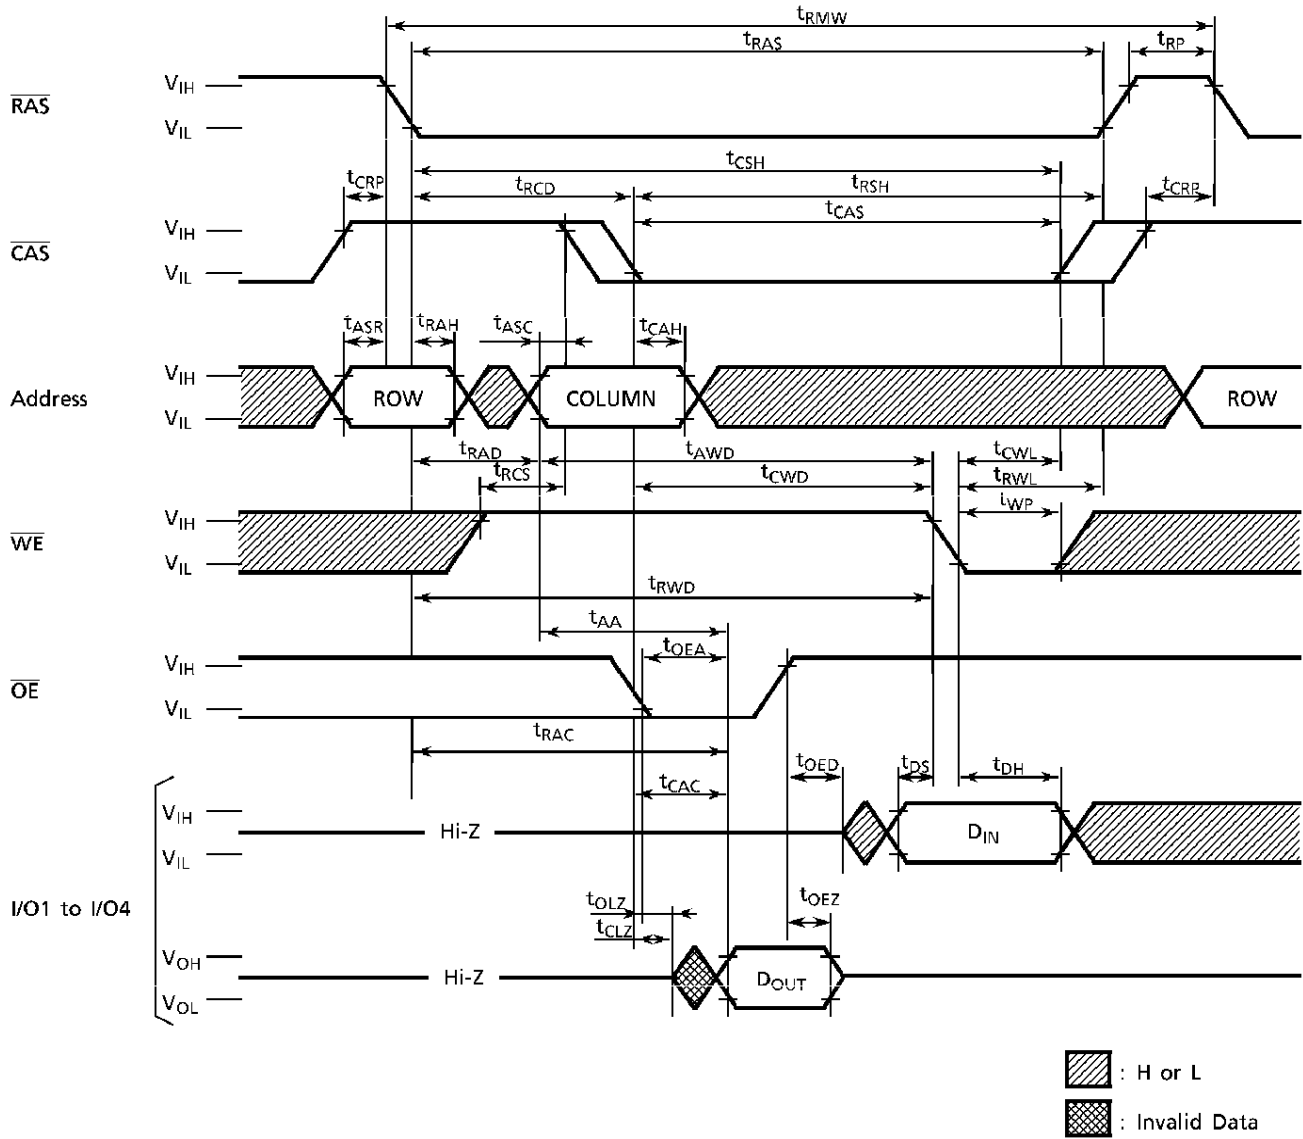 tRMW
tRAS
tRP
RAS
VIH
VIL
tCSH
tCRP
tRCD
tRSH
tCRP
tCAS
CAS
VIH
VIL
tASR
tRAH
tASC
tCAH
Address
VIH
VIL
ROW
COLUMN
ROW
tRAD
tAWD
tCWL
tRCS
tCWD
tRWL
tWP
WE
VIH
VIL
tRWD
tAA
tOEA
OE
VIH
VIL
tRAC
tOED
tDS
tDH
tCAC
VIH
VIL
Hi-Z
DIN
I/O1 to I/O4
tOLZ
tOEZ
tCLZ
VOH
VOL
Hi-Z
DOUT
: H or L
: Invalid Data